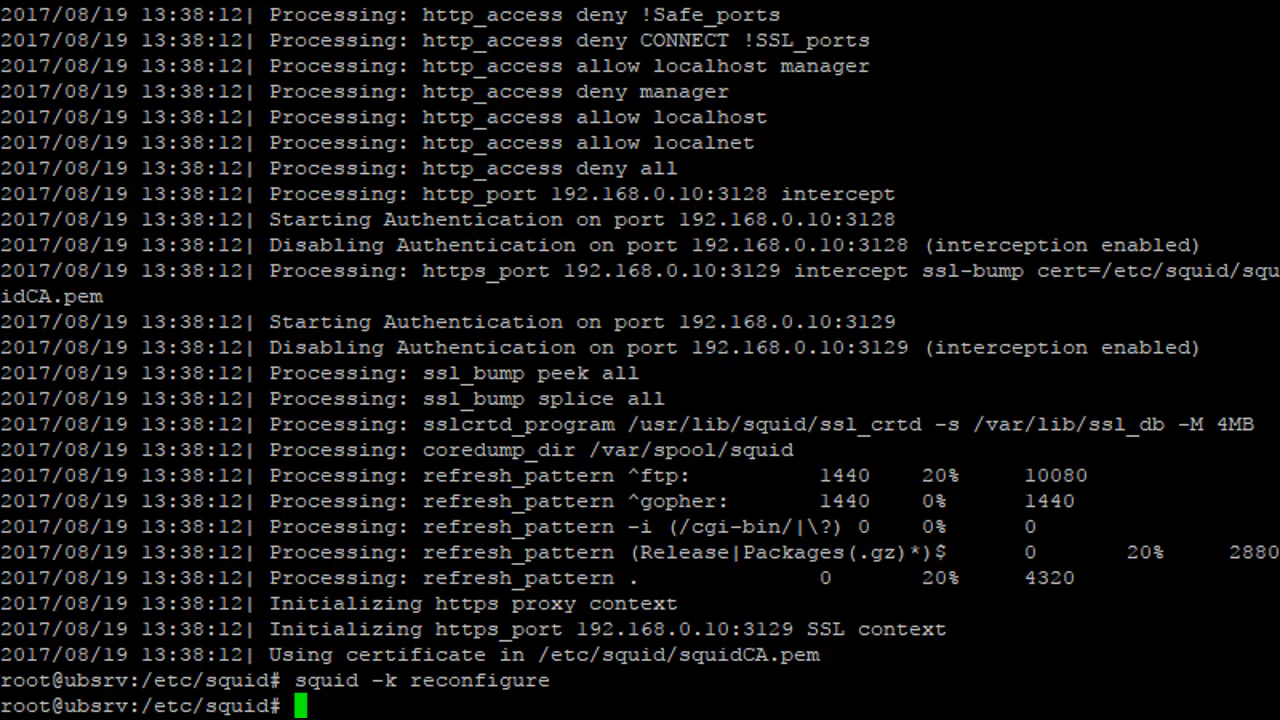 2017/08/19 13:38:12| Processing: http_access deny !Safe_ports
2017/08/19 13:38:12| Processing: http_access deny CONNECT !SSL_ports
2017/08/19 13:38:12| Processing: http_access allow localhost manager
2017/08/19 13:38:12| Processing: http_access deny manager
2017/08/19 13:38:12| Processing: http_access allow localhost
2017/08/19 13:38:12| Processing: http_access allow localnet
2017/08/19 13:38:12| Processing: http_access deny all
2017/08/19 13:38:12| Processing: http_port 192.168.0.10:3128 intercept
2017/08/19 13:38:12| Starting Authentication on port 192.168.0.10:3128
2017/08/19 13:38:12| Disabling Authentication on port 192.168.0.10:3128 (interception enabled)
2017/08/19 13:38:12| Processing: https_port 192.168.0.10:3129 intercept ssl-bump cert=/etc/squid/squ
idCA.pem
2017/08/19 13:38:12| Starting Authentication on port 192.168.0.10:3129
2017/08/19 13:38:12| Disabling Authentication on port 192.168.0.10:3129 (interception enabled)
2017/08/19 13:38:12| Processing: ssl_bump peek all
2017/08/19 13:38:12| Processing: ssl_bump splice all
2017/08/19 13:38:12| Processing: sslcrtd_program /usr/lib/squid/ssl_crtd -s /var/lib/ssl_db -M 4MB
2017/08/19 13:38:12| Processing: coredump_dir /var/spool/squid
2017/08/19 13:38:12| Processing: refresh_pattern ^ftp:          1440    20%     10080
2017/08/19 13:38:12| Processing: refresh_pattern ^gopher:       1440    0%      1440
2017/08/19 13:38:12| Processing: refresh_pattern -i (/cgi-bin/|\?) 0    0%      0
2017/08/19 13:38:12| Processing: refresh_pattern (Release|Packages(.gz)*)$      0       20%     2880
2017/08/19 13:38:12| Processing: refresh_pattern .              0       20%     4320
2017/08/19 13:38:12| Initializing https proxy context
2017/08/19 13:38:12| Initializing https_port 192.168.0.10:3129 SSL context
2017/08/19 13:38:12| Using certificate in /etc/squid/squidCA.pem
root@ubsrv:/etc/squid# squid -k reconfigure
root@ubsrv:/etc/squid#